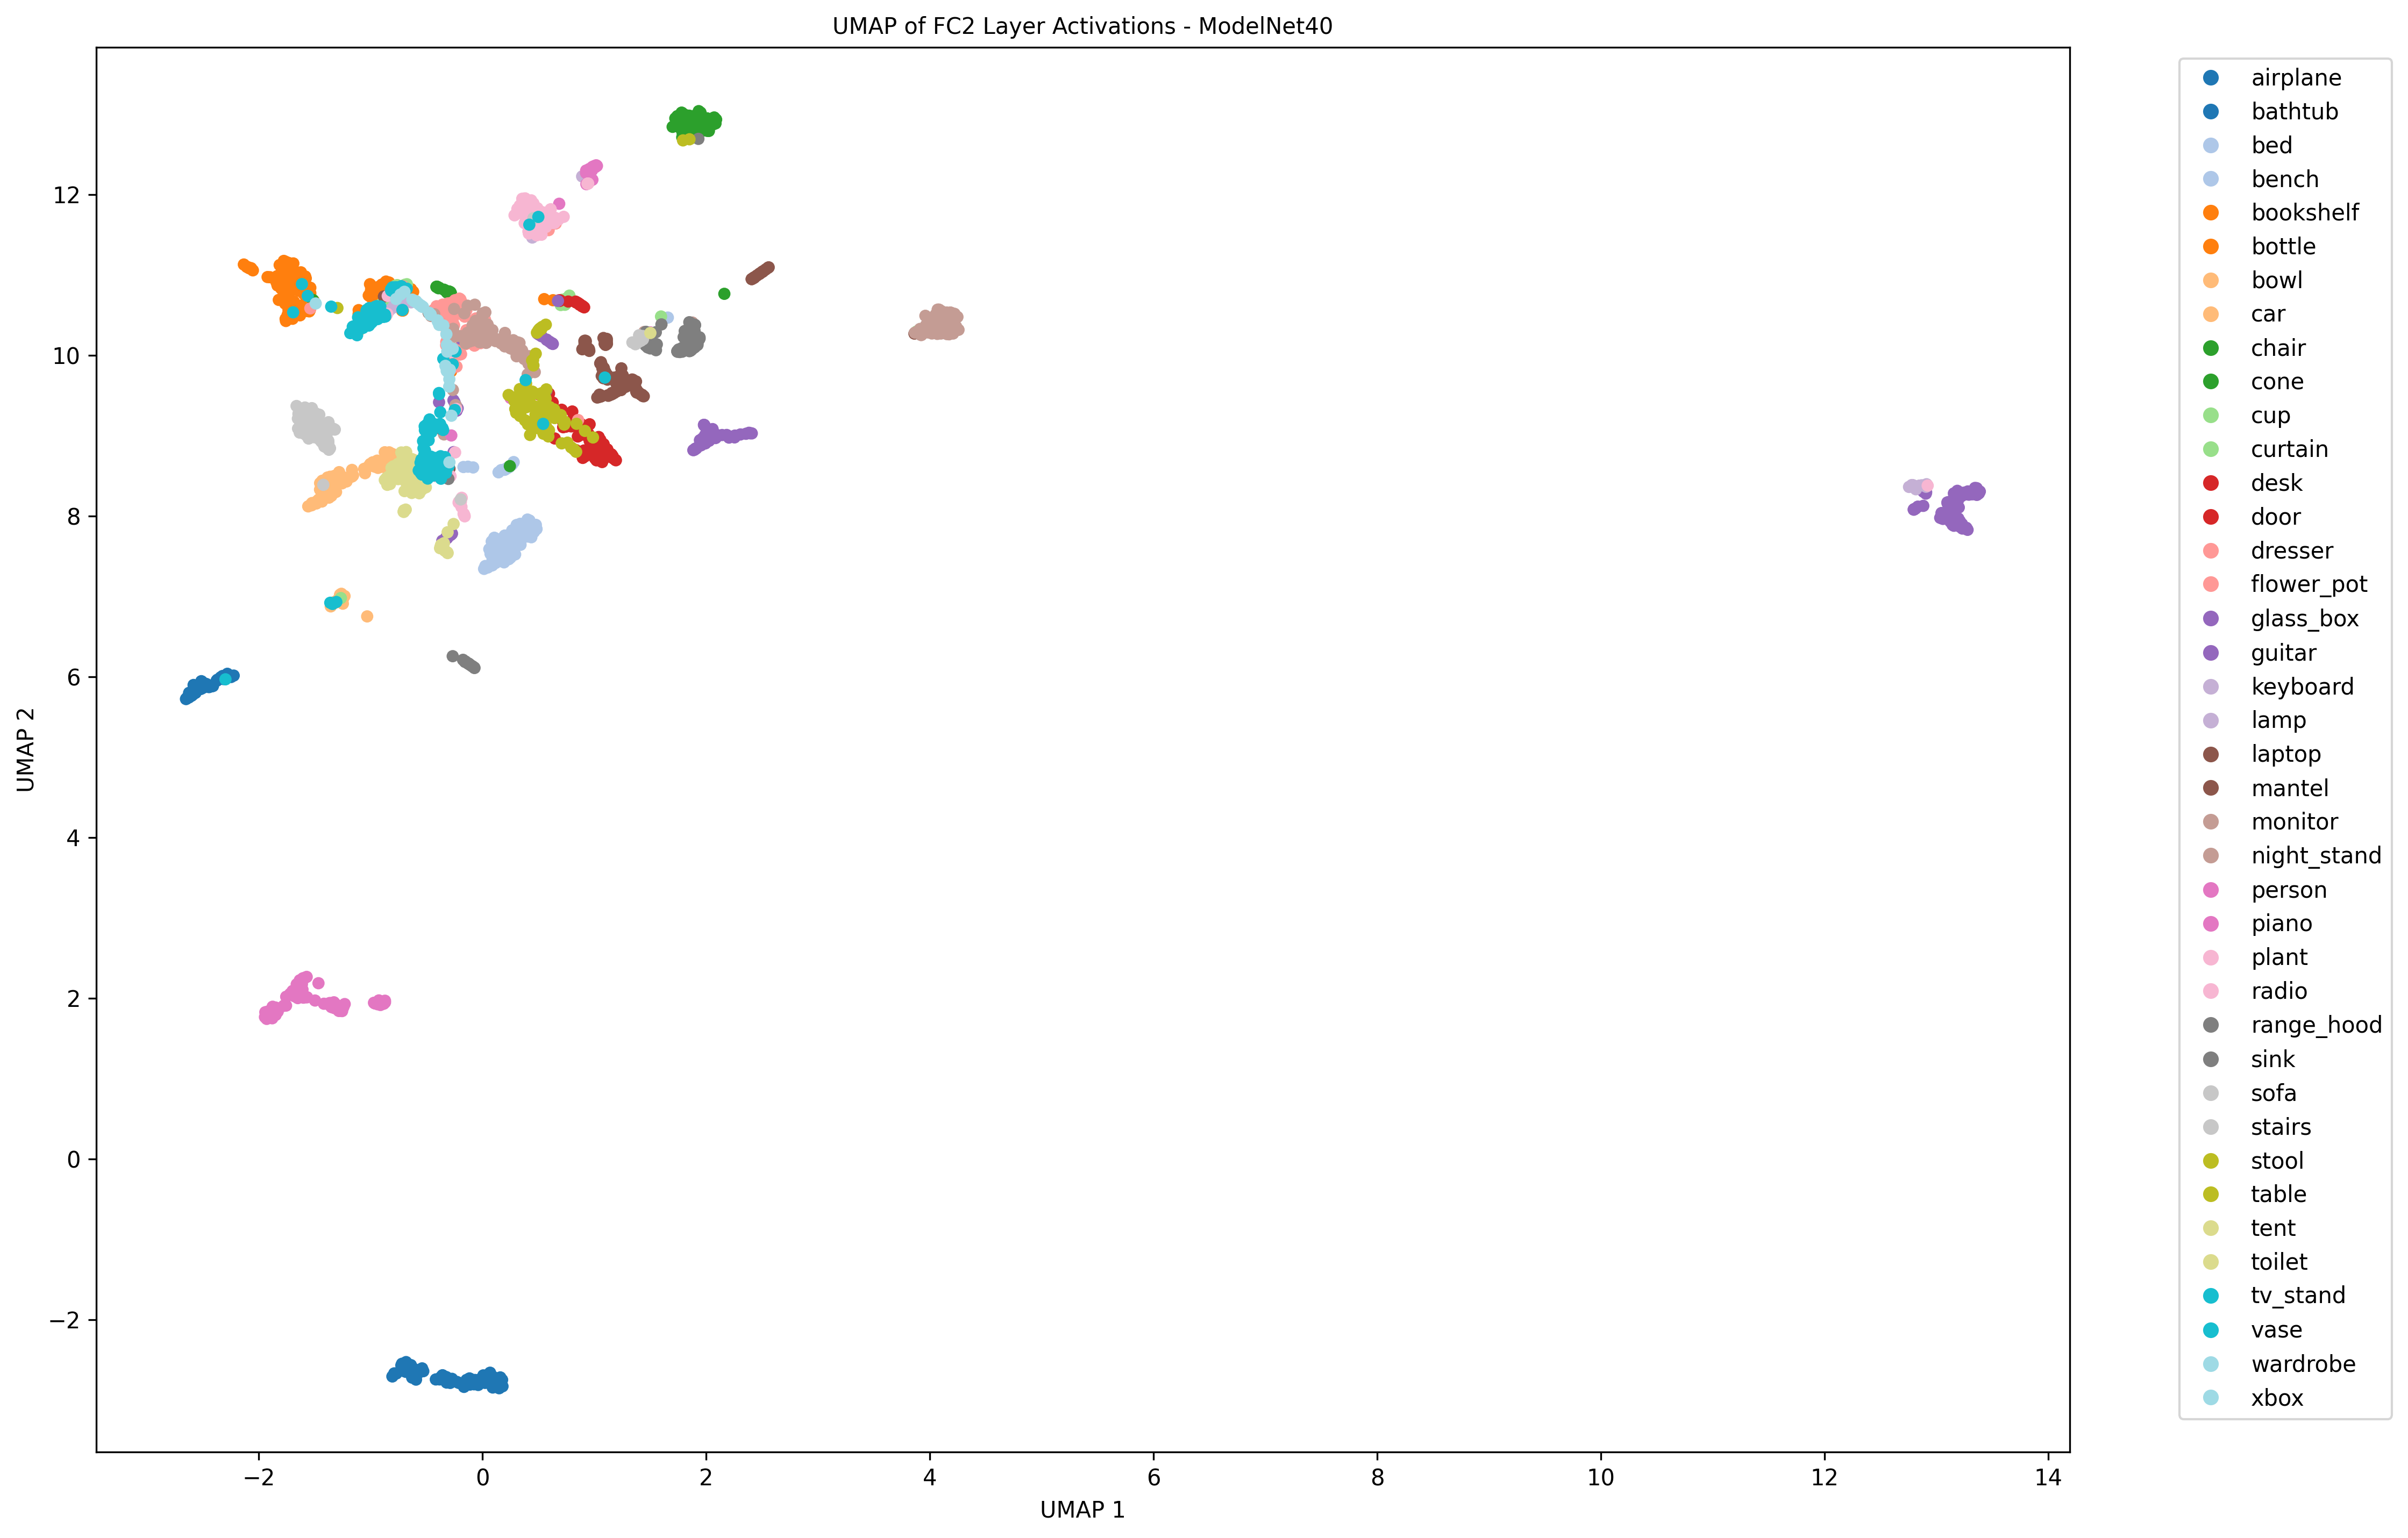 UMAP of FC2 Layer Activations - ModelNet40
12
10
8
6
4
2
0
−2
UMAP 2
−2
0
2
4
6
8
10
12
14
UMAP 1
airplane
bathtub
bed
bench
bookshelf
bottle
bowl
car
chair
cone
cup
curtain
desk
door
dresser
flower_pot
glass_box
guitar
keyboard
lamp
laptop
mantel
monitor
night_stand
person
piano
plant
radio
range_hood
sink
sofa
stairs
stool
table
tent
toilet
tv_stand
vase
wardrobe
xbox